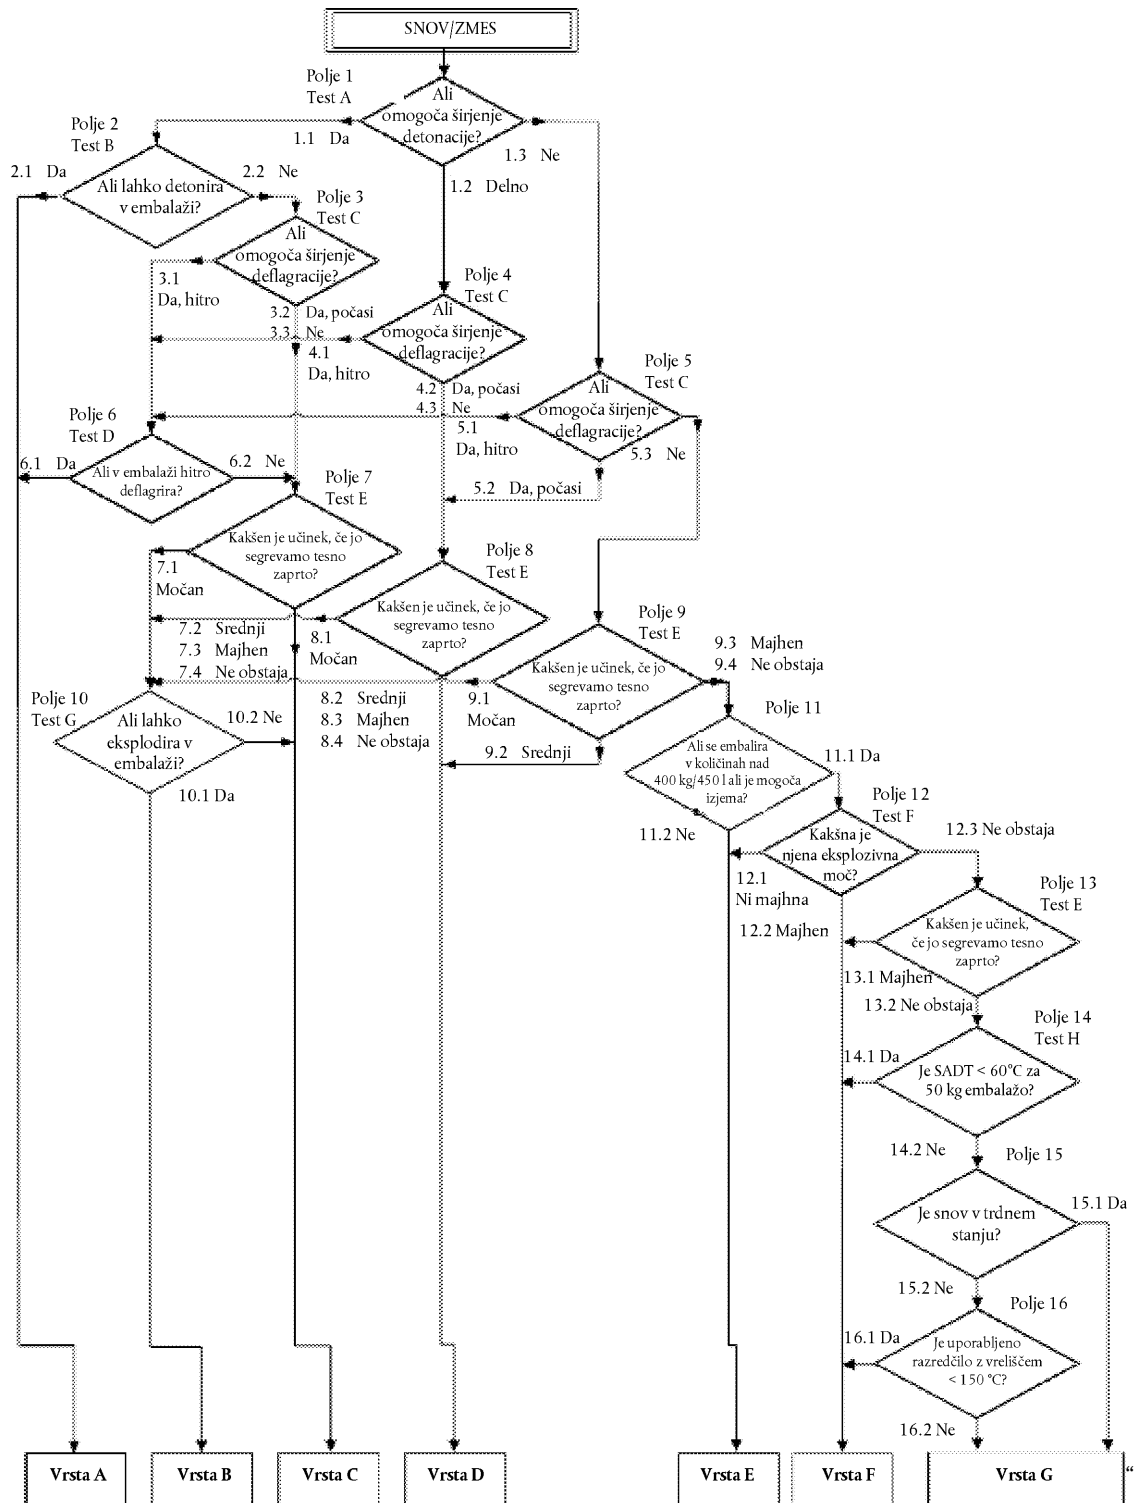 SNOV/ZMES
Polje 1
Test A
Ali
omogoča širjenje
detonacije?
1.1 Da
1.3 Ne
1.2 Delno
Polje 2
Test B
2.1 Da
2.2 Ne
Ali lahko detonira
v embalaži?
Polje 3
Test C
Ali
omogoča širjenje
deflagracije?
3.1
Da, hitro
3.2 Da, počasi
3.3 Ne
Polje 4
Test C
Ali
omogoča širjenje
deflagracije?
4.1
Da, hitro
4.2 Da, počasi
4.3 Ne
Polje 5
Test C
Ali
omogoča širjenje
deflagracije?
5.1
Da, hitro
5.3 Ne
5.2 Da, počasi
Polje 6
Test D
6.1 Da
6.2 Ne
Ali v embalaži hitro
deflagrira?
Polje 7
Test E
Kakšen je učinek, če jo
segrevamo tesno
zaprto?
7.1
Močan
7.2 Srednji
7.3 Majhen
7.4 Ne obstaja
Polje 8
Test E
Kakšen je učinek, če jo
segrevamo tesno
zaprto?
8.1
Močan
8.2 Srednji
8.3 Majhen
8.4 Ne obstaja
Polje 9
Test E
Kakšen je učinek, če jo
segrevamo tesno
zaprto?
9.1
Močan
9.2 Srednji
9.3 Majhen
9.4 Ne obstaja
Polje 10
Test G
Ali lahko
eksplodira v
embalaži?
10.2 Ne
10.1 Da
Polje 11
Ali se embalira
v količinah nad
400 kg/450 l ali je mogoča
izjema?
11.1 Da
11.2 Ne
Polje 12
Test F
Kakšna je
njena eksplozivna
moč?
12.3 Ne obstaja
12.1
Ni majhna
12.2 Majhen
Polje 13
Test E
Kakšen je učinek,
če jo segrevamo tesno
zaprto?
13.1 Majhen
13.2 Ne obstaja
Polje 14
Test H
14.1 Da
Je SADT < 60°C za
50 kg embalažo?
14.2 Ne
Polje 15
15.1 Da
Je snov v trdnem
stanju?
15.2 Ne
Polje 16
16.1 Da
Je uporabljeno
razredčilo z vreliščem
< 150 °C?
16.2 Ne
Vrsta A
Vrsta B
Vrsta C
Vrsta D
Vrsta E
Vrsta F
Vrsta G
“